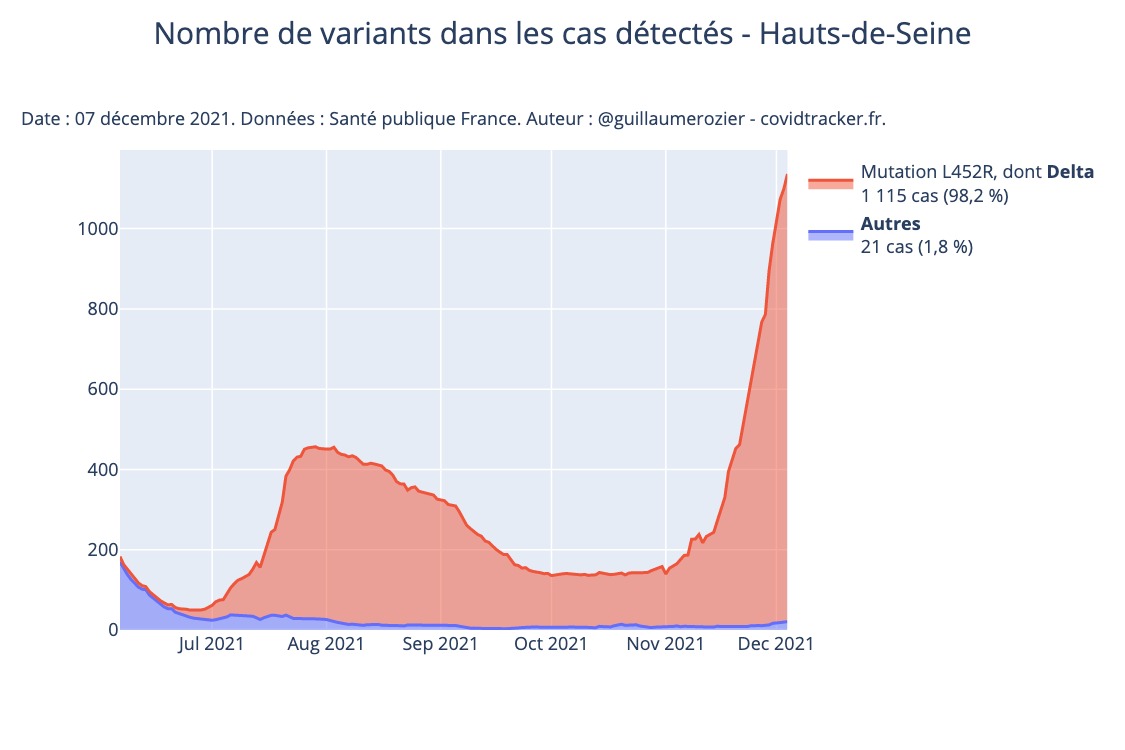 Nombre de variants dans les cas détectés - Hauts-de-Seine
Date : 07 décembre 2021. Données : Santé publique France. Auteur : @guillaumerozier - covidtracker.fr.
Mutation L452R, dont Delta
1 115 cas (98,2 %)
Autres
21 cas (1,8 %)
1000
800
600
400
200
0
Jul 2021
Aug 2021
Sep 2021
Oct 2021
Nov 2021
Dec 2021